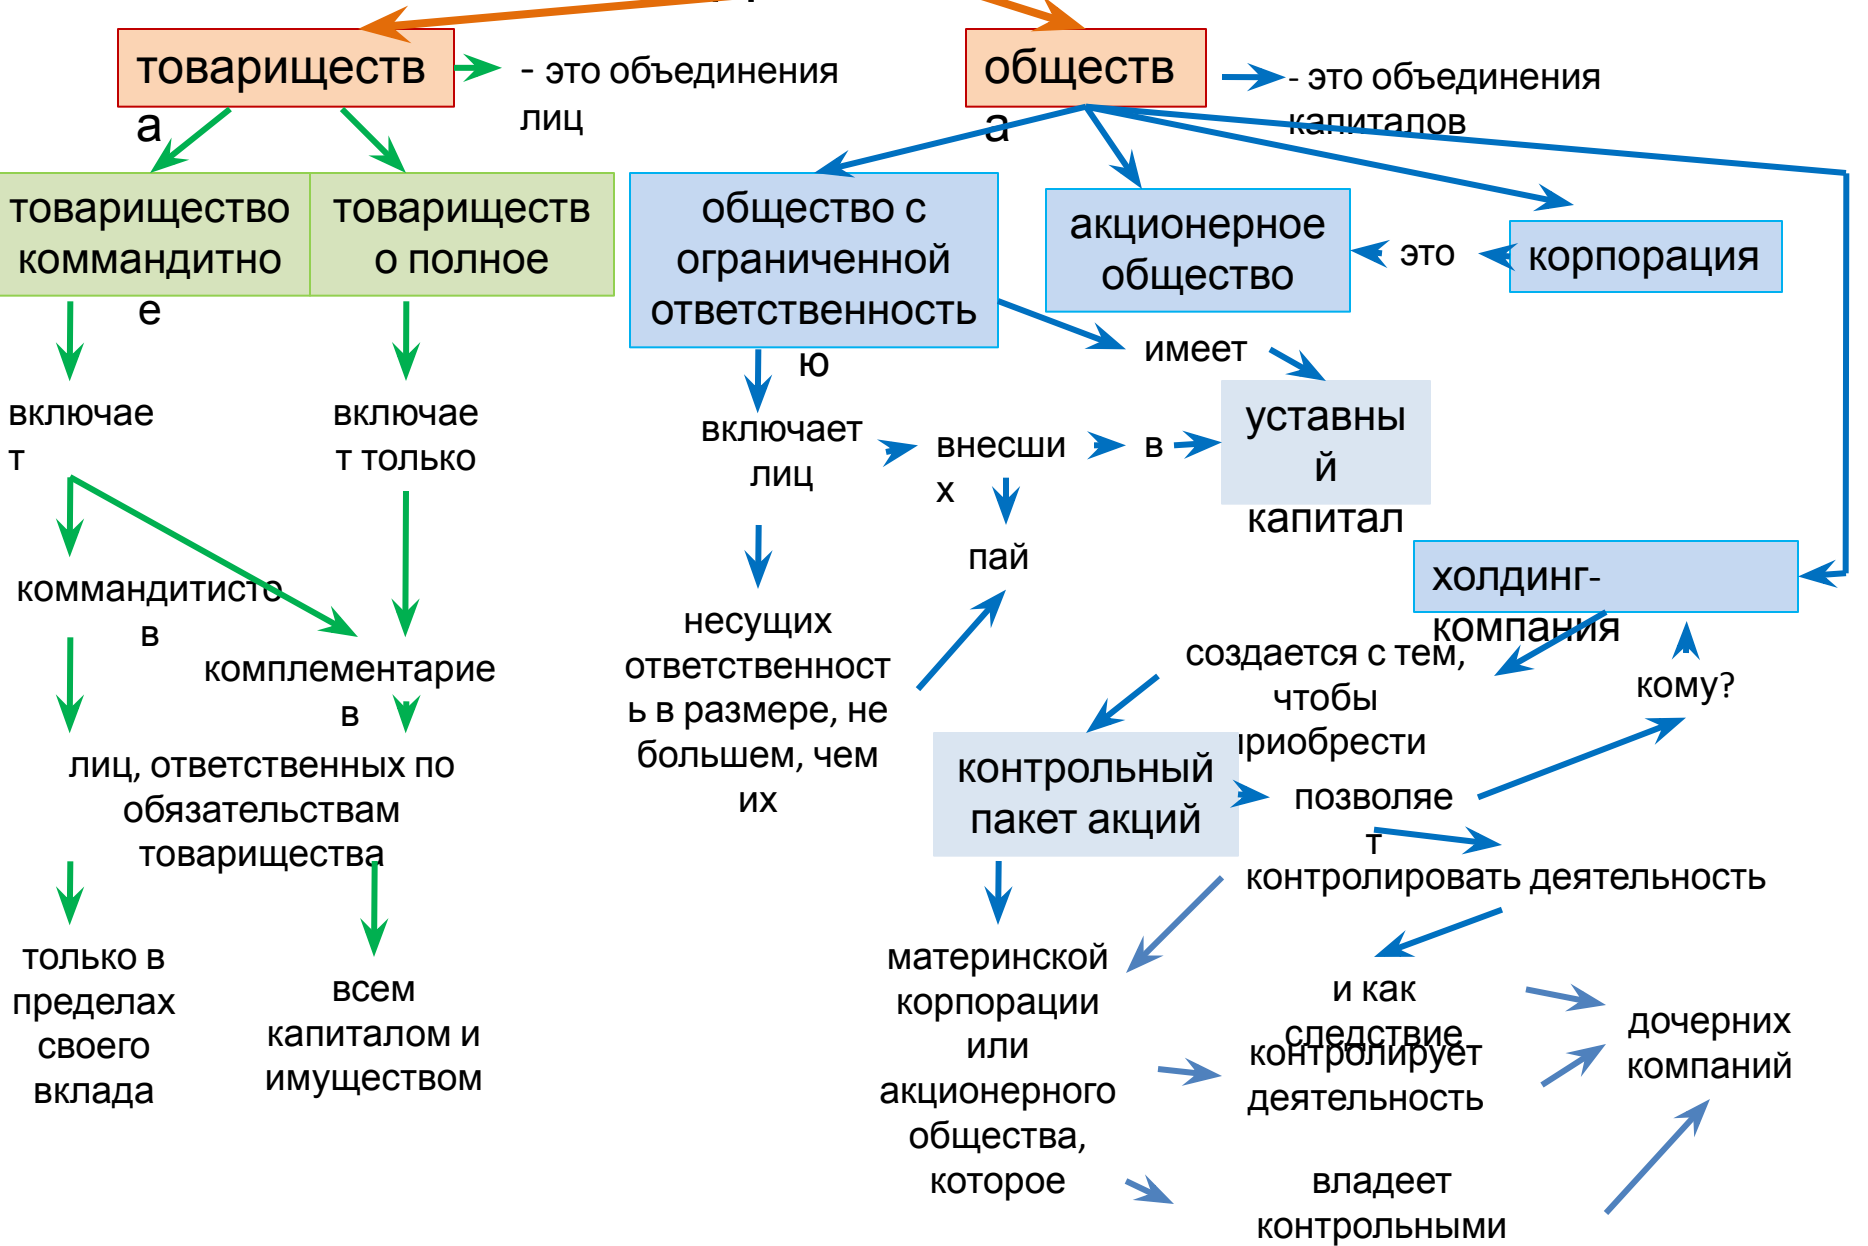 товариществ
а
- это объединения
лиц
обществ
а
- это объединения
капиталов
товарищество
коммандитно
е
товариществ
о полное
общество с
ограниченной
ответственность
ю
акционерное
общество
это
корпорация
имеет
включае
т
включае
т только
включает
лиц
внесши
х
в
уставны
й
капитал
пай
коммандитисто
в
комплементарие
в
несущих
ответственност
ь в размере, не
большем, чем
их
холдинг-
компания
создается с тем,
чтобы
приобрести
кому?
контрольный
пакет акций
позволяе
т
контролировать деятельность
лиц, ответственных по
обязательствам
товарищества
только в
пределах
своего
вклада
всем
капиталом и
имуществом
материнской
корпорации
или
акционерного
общества,
которое
и как
следствие
контролирует
деятельность
дочерних
компаний
владеет
контрольными